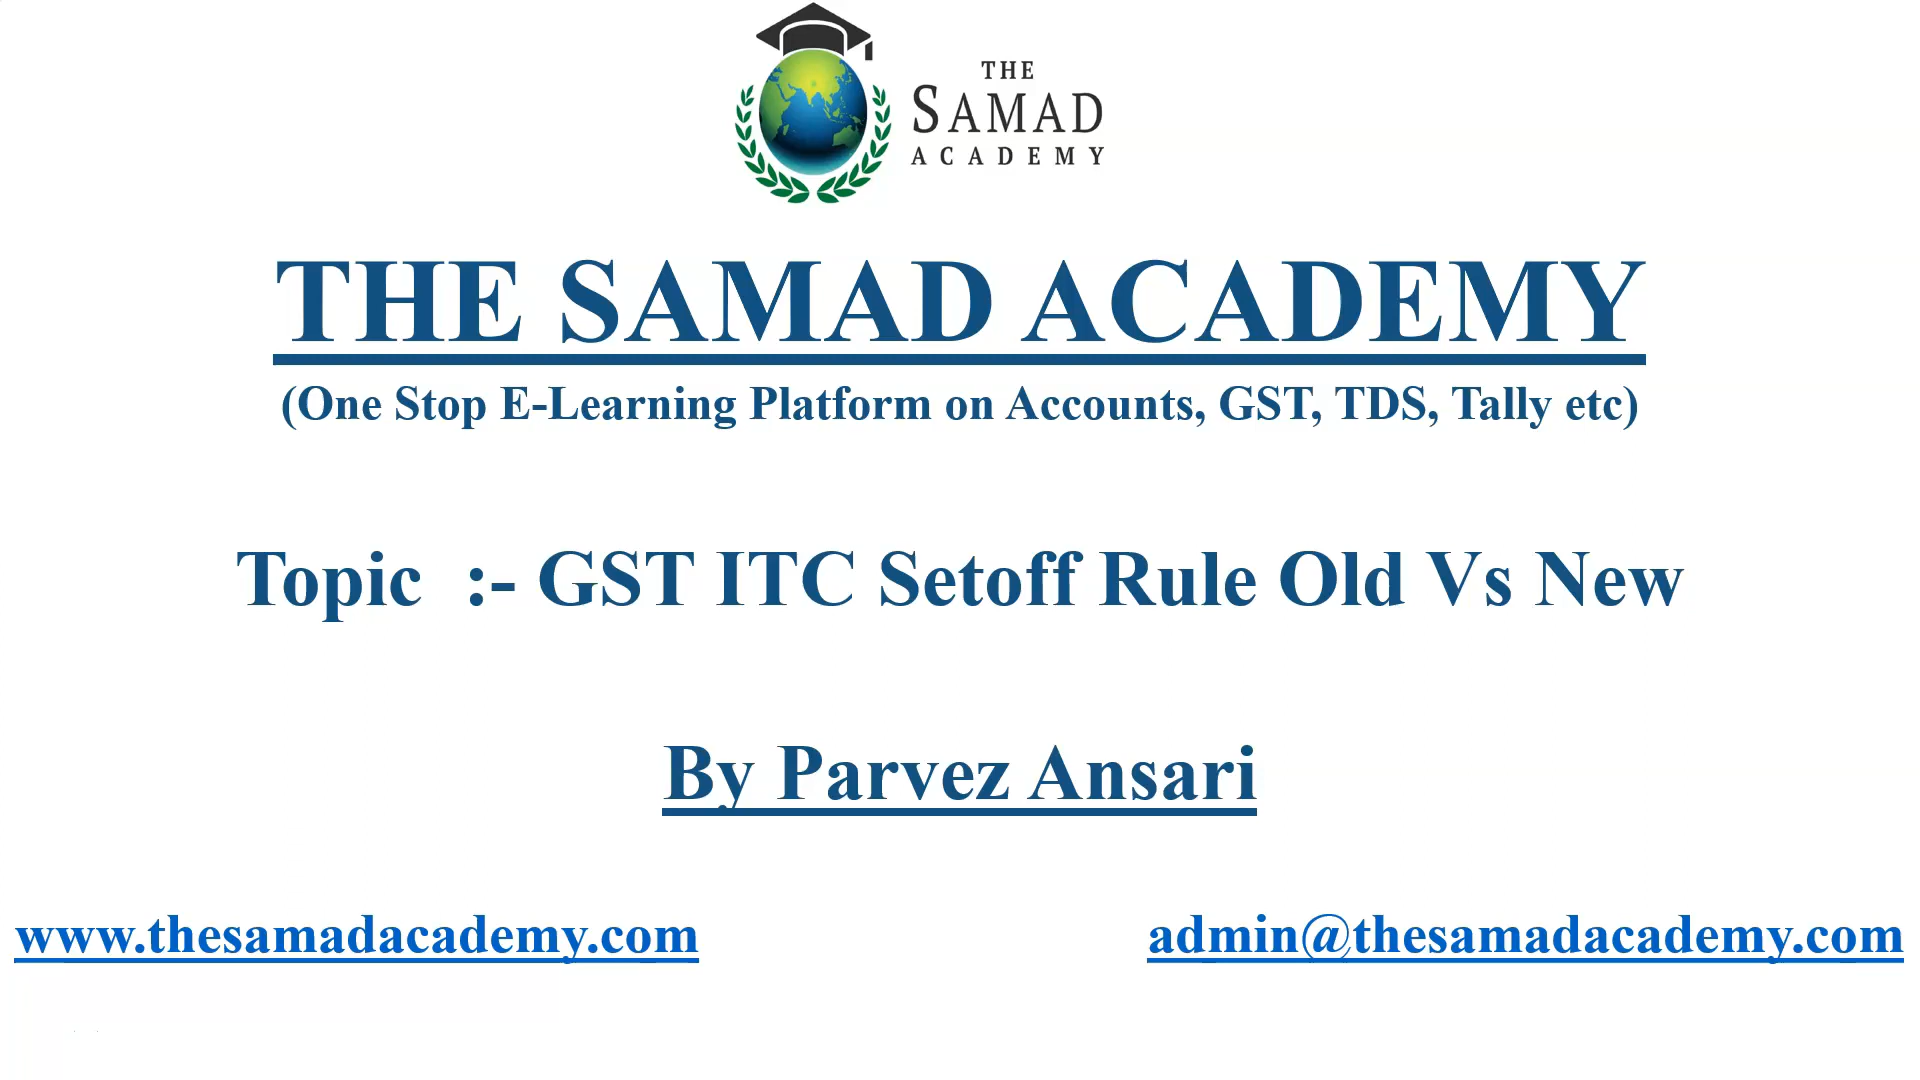 THE
SAMAD
ACADEMY
THE SAMAD ACADEMY
(One Stop E-Learning Platform on Accounts, GST, TDS, Tally etc)
Topic :- GST ITC Setoff Rule Old Vs New
By Parvez Ansari
www.thesamadacademy.com admin@thesamadacademy.com